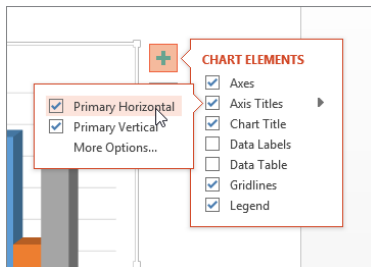 CHART ELEMENTS
Axes
Axis Titles
Chart Title
Data Labels
Data Table
Gridlines
Legend
Primary Horizontal
Primary Vertical
More Options...